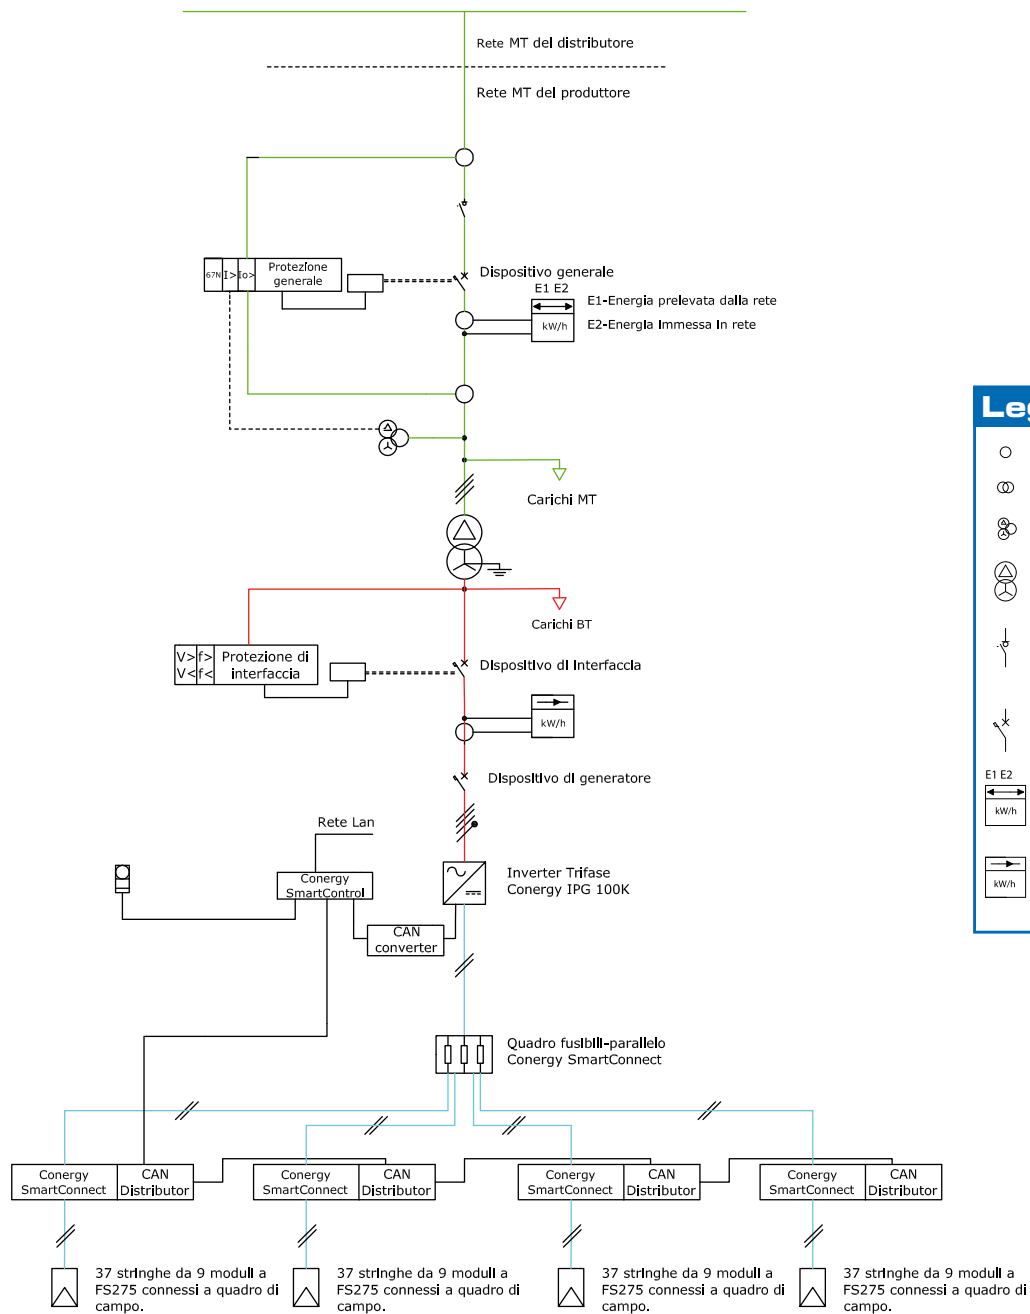 Rete MT del distributore
Rete MT del produttore
67N I> Io> Protezione generale
Dispositivo generale
E1 E2
kW/h
E1-Energia prelevata dalla rete
E2-Energia Immessa In rete
Carichi MT
Carichi BT
V> f> Protezione di
V< f< interfaccia
Dispositivo di Interfaccia
kW/h
Dispositivo di generatore
Rete Lan
Conergy
SmartControl
Inverter Trifase
Conergy IPG 100K
CAN
converter
Quadro fusibili-parallelo
Conergy SmartConnect
Conergy
SmartConnect
CAN
Distributor
Conergy
SmartConnect
CAN
Distributor
Conergy
SmartConnect
CAN
Distributor
Conergy
SmartConnect
CAN
Distributor
37 stringhe da 9 moduli a
FS275 connessi a quadro di
campo.
37 stringhe da 9 moduli a
FS275 connessi a quadro di
campo.
37 stringhe da 9 moduli a
FS275 connessi a quadro di
campo.
37 stringhe da 9 moduli a
FS275 connessi a quadro di
campo.
E1 E2
kW/h
kW/h